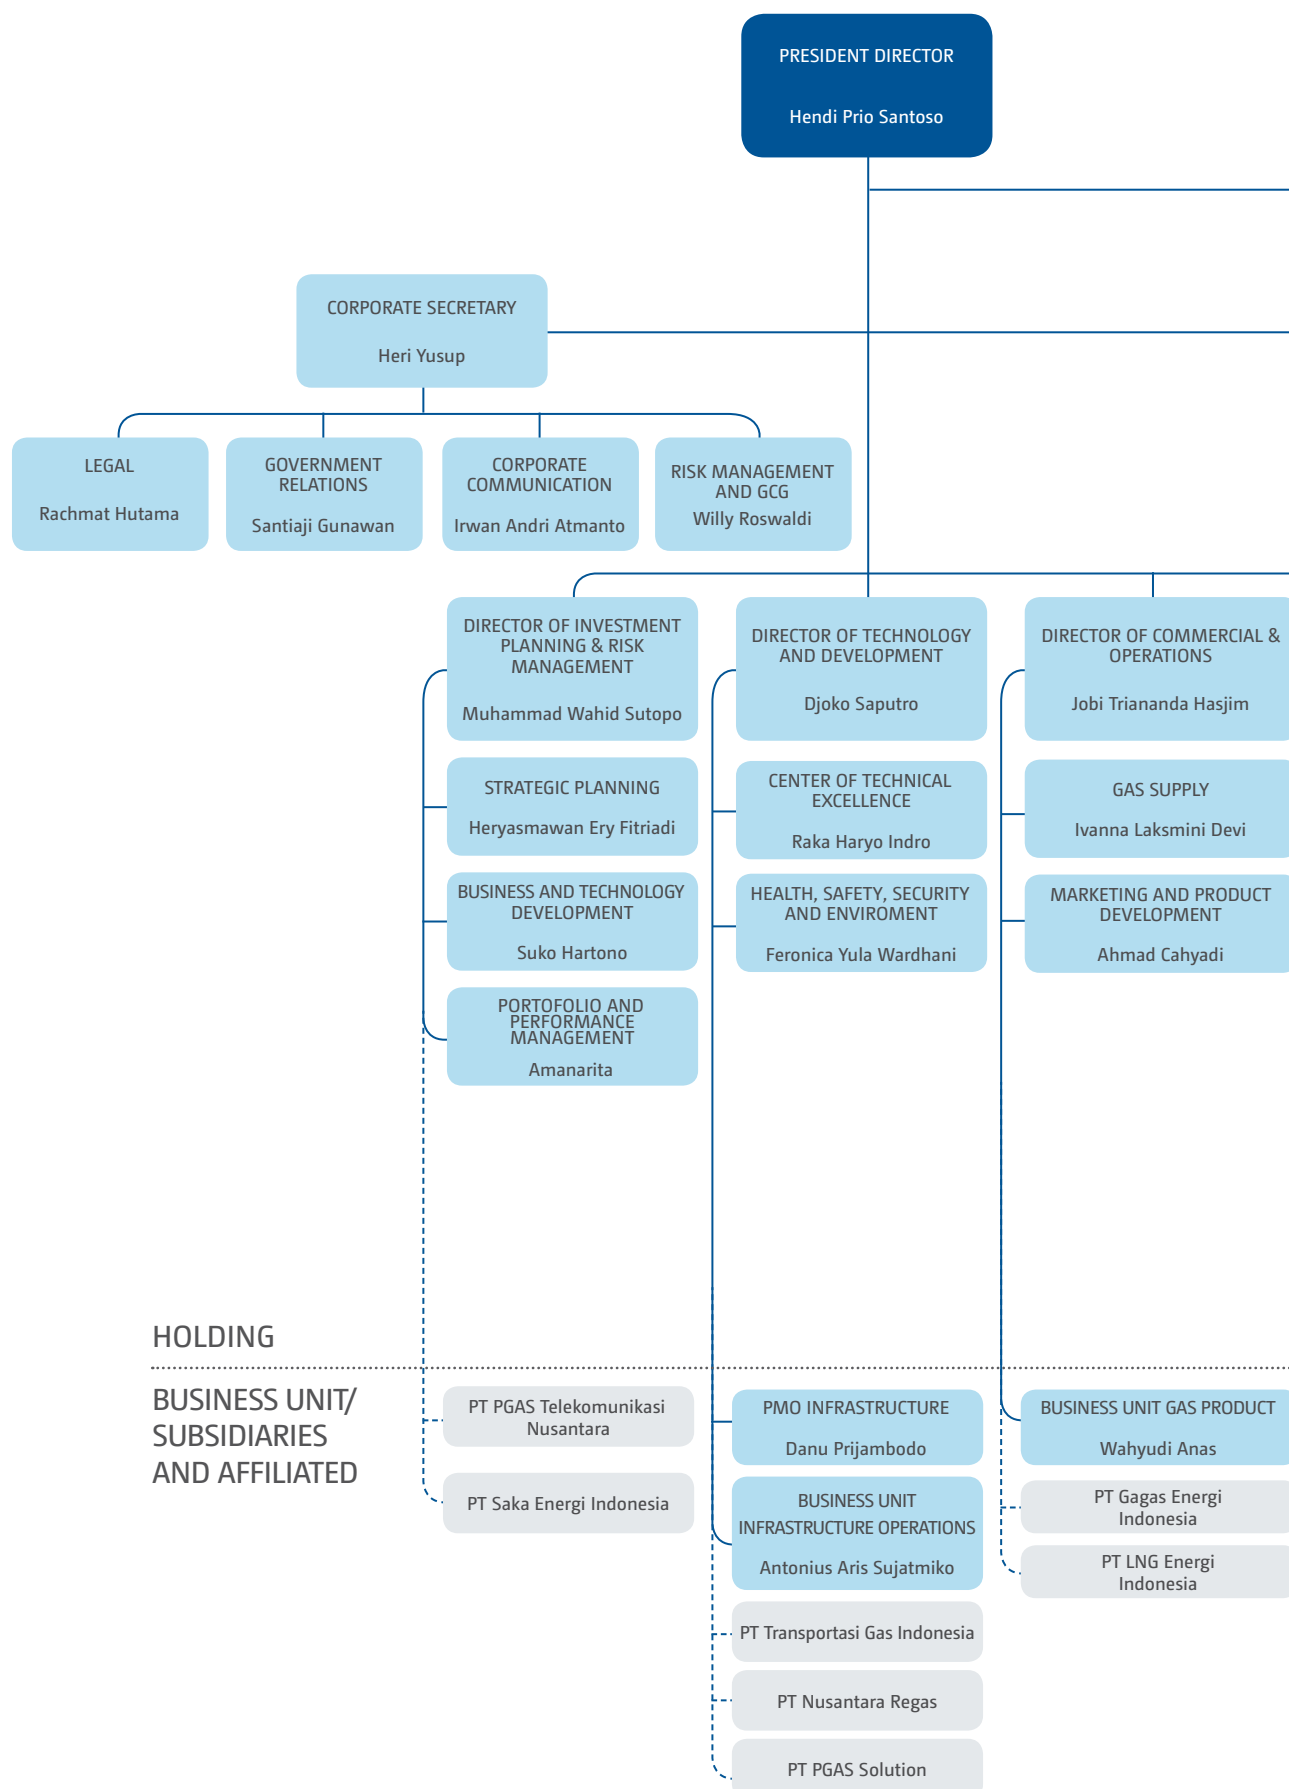 PRESIDENT DIRECTOR
Hendi Prio Santoso
CORPORATE SECRETARY
Heri Yusup
LEGAL
Rachmat Hutama
GOVERNMENT
RELATIONS
Santiaji Gunawan
CORPORATE
COMMUNICATION
Irwan Andri Atmanto
RISK MANAGEMENT
AND GCG
Willy Roswaldi
DIRECTOR OF INVESTMENT
PLANNING & RISK
MANAGEMENT
Muhammad Wahid Sutopo
STRATEGIC PLANNING
Heryasmawan Ery Fitriadi
BUSINESS AND TECHNOLOGY
DEVELOPMENT
Suko Hartono
PORTOFOLIO AND
PERFORMANCE
MANAGEMENT
Amanarita
DIRECTOR OF TECHNOLOGY
AND DEVELOPMENT
Djoko Saputro
CENTER OF TECHNICAL
EXCELLENCE
Raka Haryo Indro
HEALTH, SAFETY, SECURITY
AND ENVIROMENT
Feronica Yula Wardhani
DIRECTOR OF COMMERCIAL &
OPERATIONS
Jobi Triananda Hasjim
GAS SUPPLY
Ivanna Laksmini Devi
MARKETING AND PRODUCT
DEVELOPMENT
Ahmad Cahyadi
HOLDING
BUSINESS UNIT/
SUBSIDIARIES
AND AFFILIATED
PT PGAS Telekomunikasi
Nusantara
PT Saka Energi Indonesia
PMO INFRASTRUCTURE
Danu Prijambodo
BUSINESS UNIT
INFRASTRUCTURE OPERATIONS
Antonius Aris Sujatmiko
PT Transportasi Gas Indonesia
PT Nusantara Regas
PT PGAS Solution
BUSINESS UNIT GAS PRODUCT
Wahyudi Anas
PT Gagas Energi
Indonesia
PT LNG Energi
Indonesia